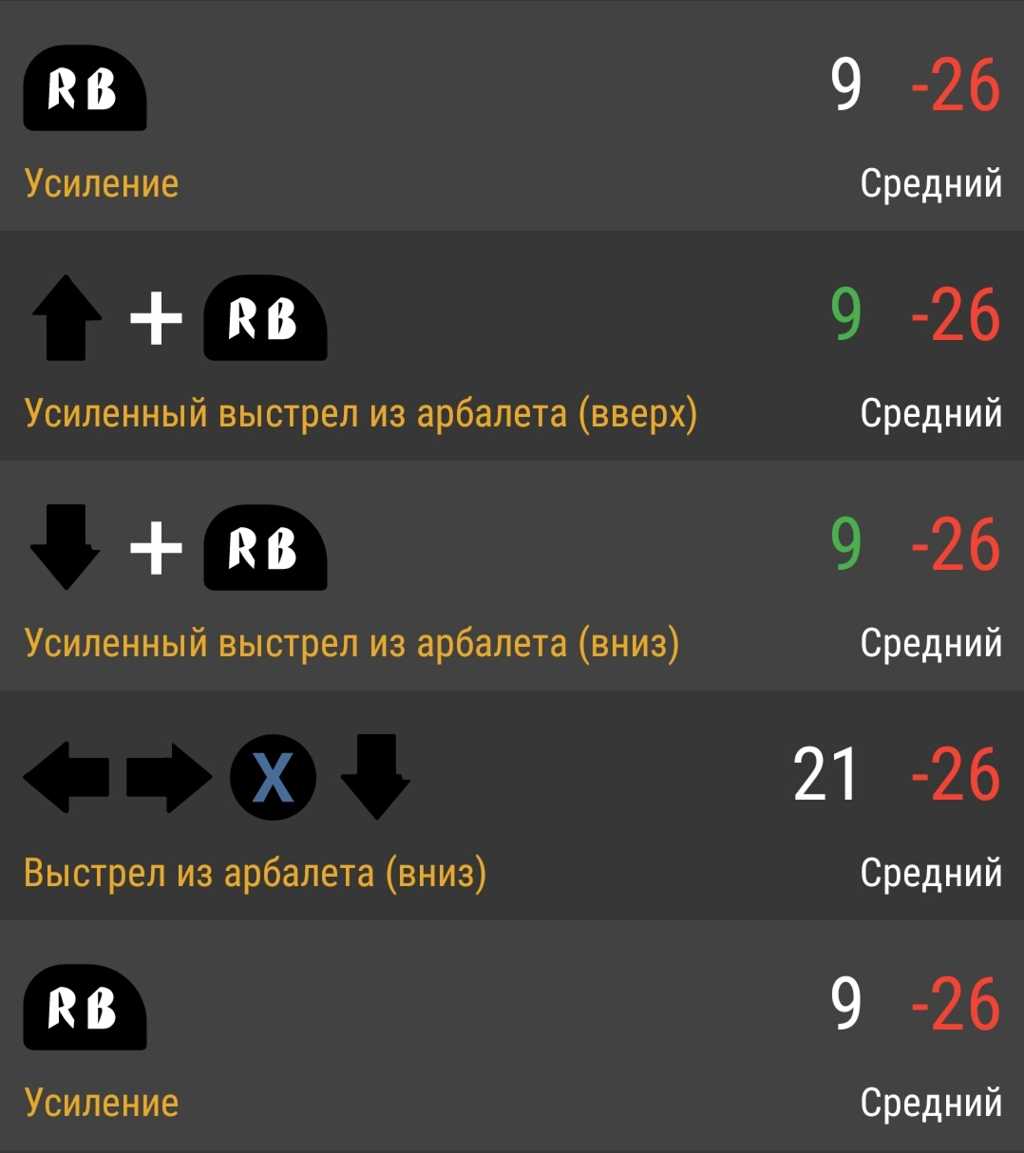 RB 9 -26
Усиление Средний
+ RB 9 -26
Усиленный выстрел из арбалета (вверх) Средний
+ RB 9 -26
Усиленный выстрел из арбалета (вниз) Средний
X 21 -26
Выстрел из арбалета (вниз) Средний
RB 9 -26
Усиление Средний